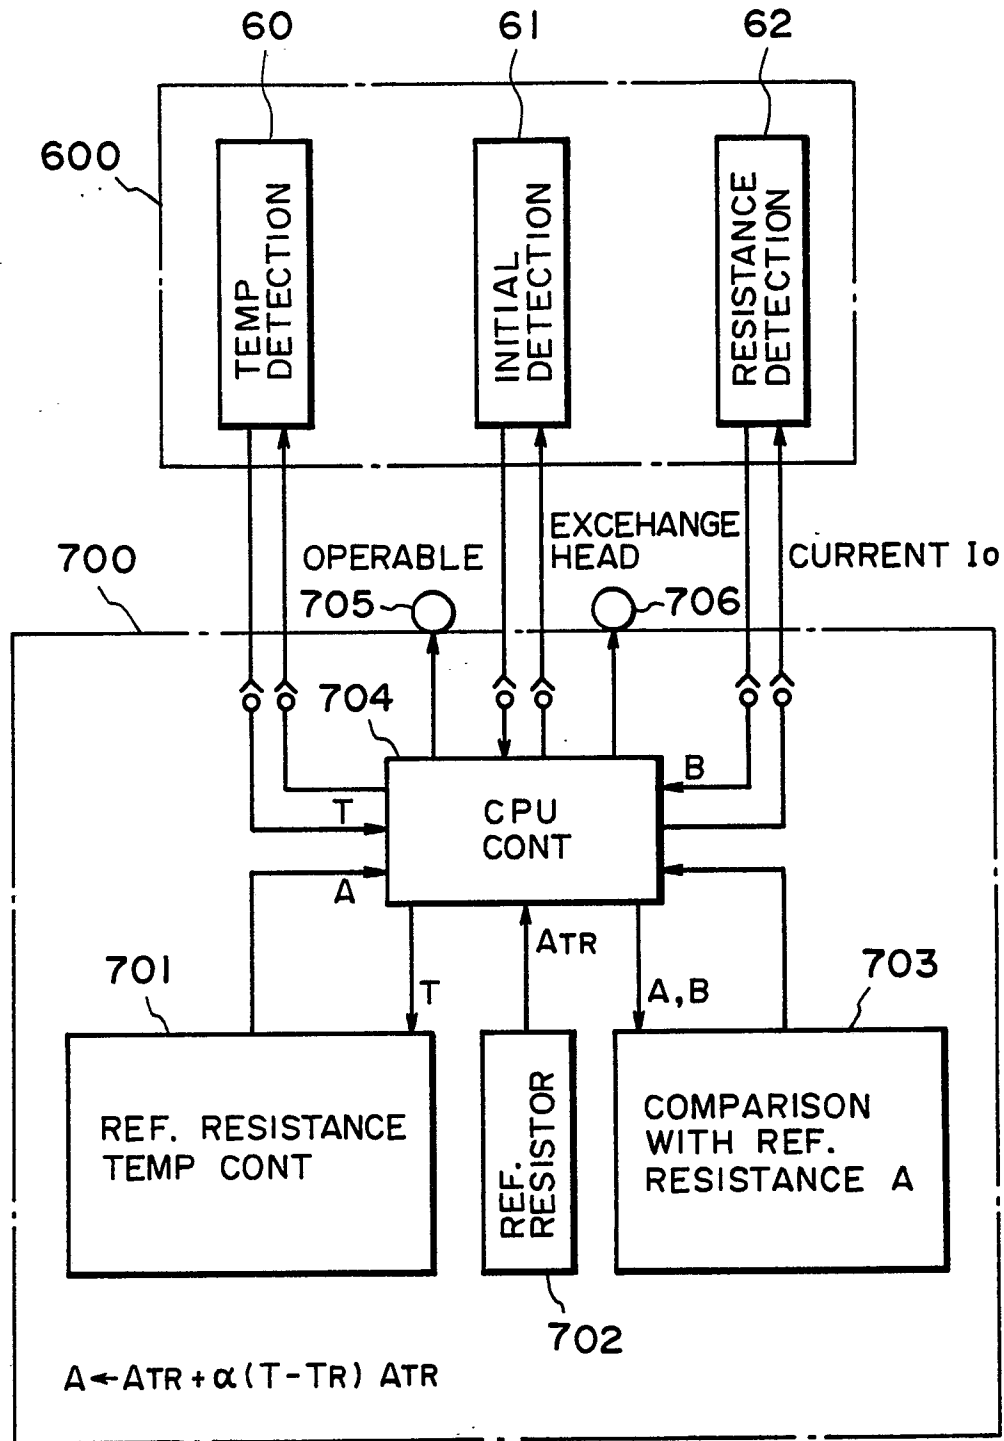 60
61
62
600
TEMP
DETECTION
INITIAL
DETECTION
RESISTANCE
DETECTION
700
OPERABLE
EXCEHANGE
HEAD
CURRENT Io
705
706
704
B
T
CPU
CONT
A
ATR
701
T
A,B
703
REF. RESISTANCE
TEMP CONT
REF.
RESISTOR
COMPARISON
WITH REF.
RESISTANCE A
702
A←ATR+α(T-TR) ATR